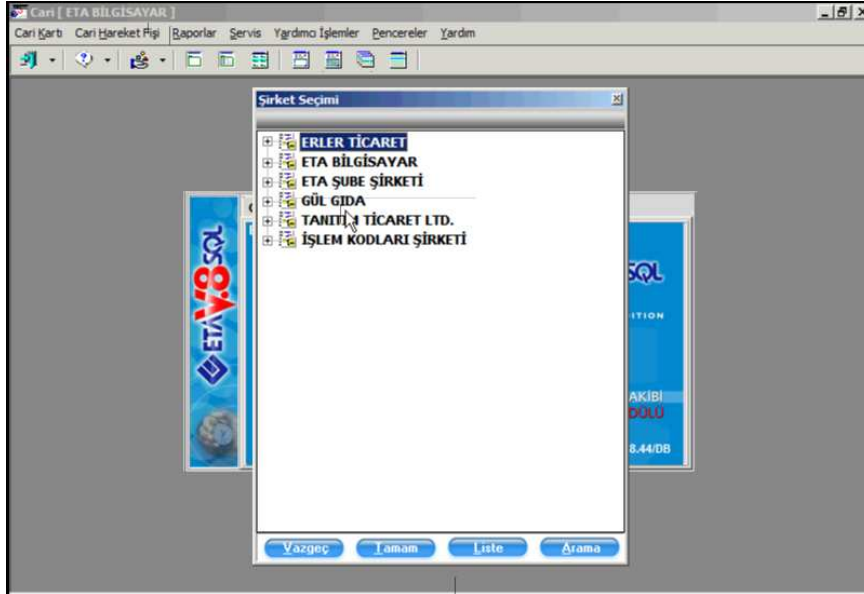 Cari [ ETA BİLGİSAYAR ]
Cari Kartı Cari Hareket Fişi Raporlar Servis Yardımcı İşlemler Pencereler Yardım
Şirket Seçimi
ERLER TİCARET
ETA BİLGİSAYAR
ETA ŞUBE ŞİRKETİ
GÜL GIDA
TANITIM TİCARET LTD.
İŞLEM KODLARI ŞİRKETİ
ETA V.8 SQL
SQL
ITION
AKİBİ
DÜLÜ
8.44/DB
Vazgeç Tamam Liste Arama